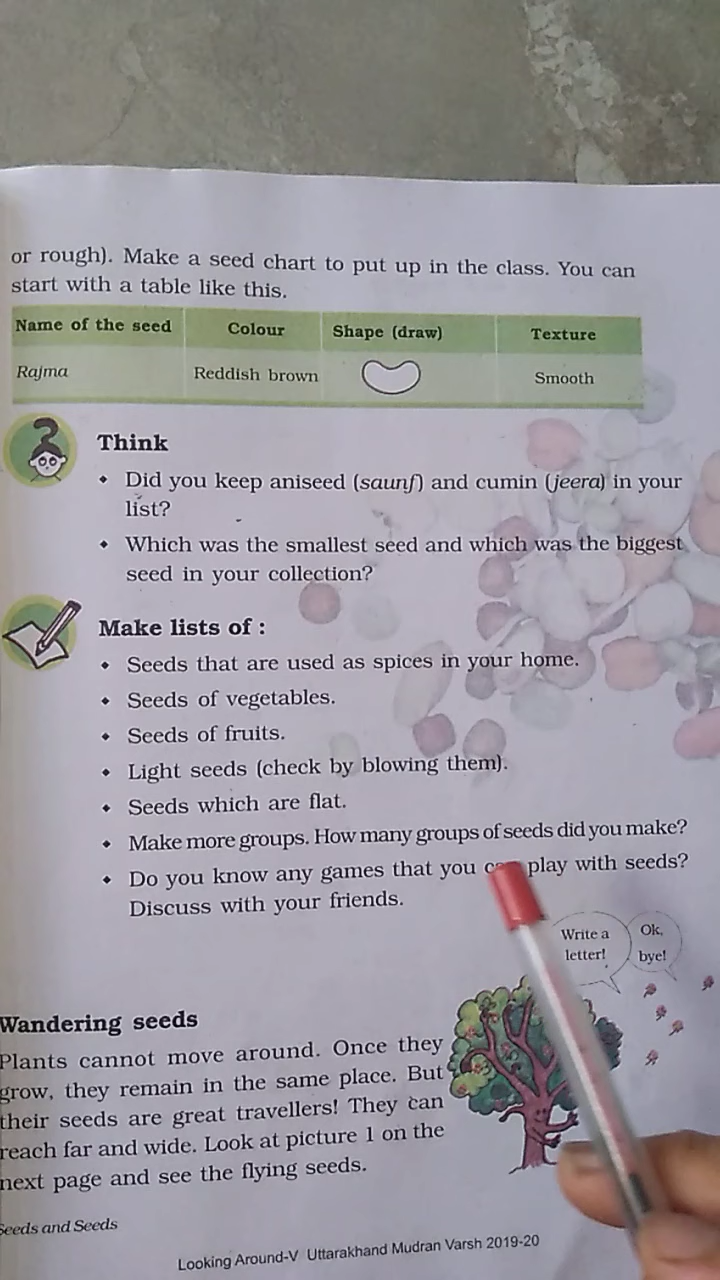 or rough). Make a seed chart to put up in the class. You can
start with a table like this.
Name of the seed Colour Shape (draw) Texture
Rajma Reddish brown Smooth
Think
• Did you keep aniseed (saunf) and cumin (jeera) in your
list?
• Which was the smallest seed and which was the biggest
seed in your collection?
Make lists of :
• Seeds that are used as spices in your home.
• Seeds of vegetables.
• Seeds of fruits.
• Light seeds (check by blowing them).
• Seeds which are flat.
• Make more groups. How many groups of seeds did you make?
• Do you know any games that you play with seeds?
Discuss with your friends.
Write a
letter!
Ok,
bye!
Wandering seeds
Plants cannot move around. Once they
grow, they remain in the same place. But
their seeds are great travellers! They can
reach far and wide. Look at picture 1 on the
next page and see the flying seeds.
Seeds and Seeds
Looking Around-V Uttarakhand Mudran Varsh 2019-20